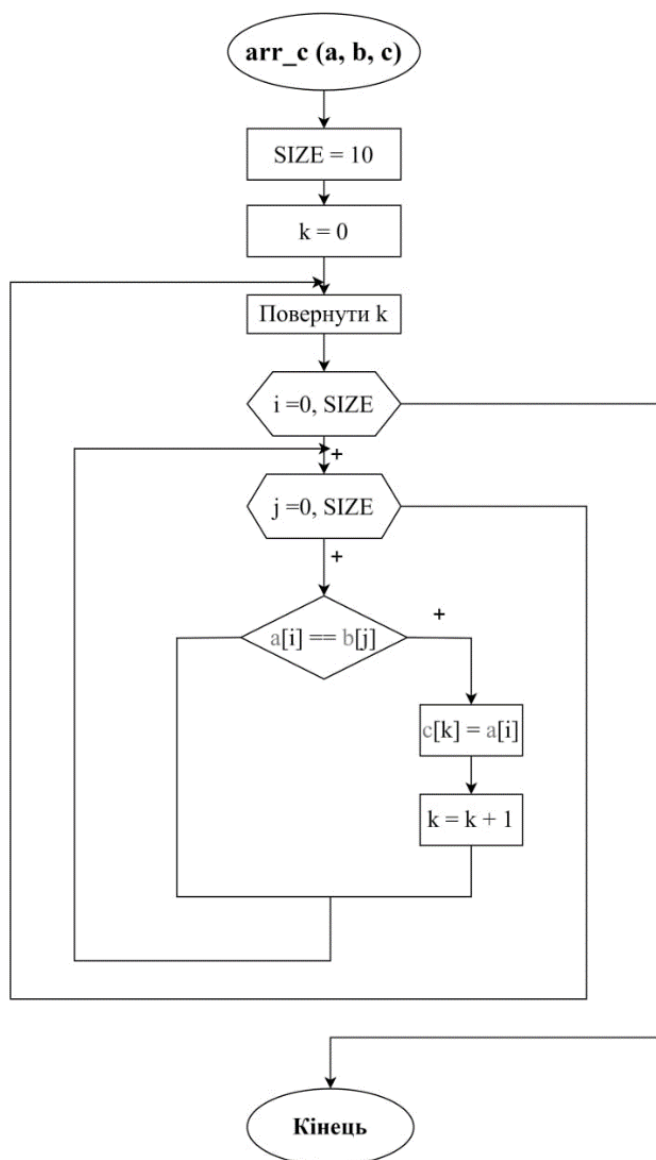 arr_c (a, b, c)
SIZE = 10
k = 0
Повернути k
i =0, SIZE
+
j =0, SIZE
+
a[i] == b[j]
+
c[k] = a[i]
k = k + 1
Кінець